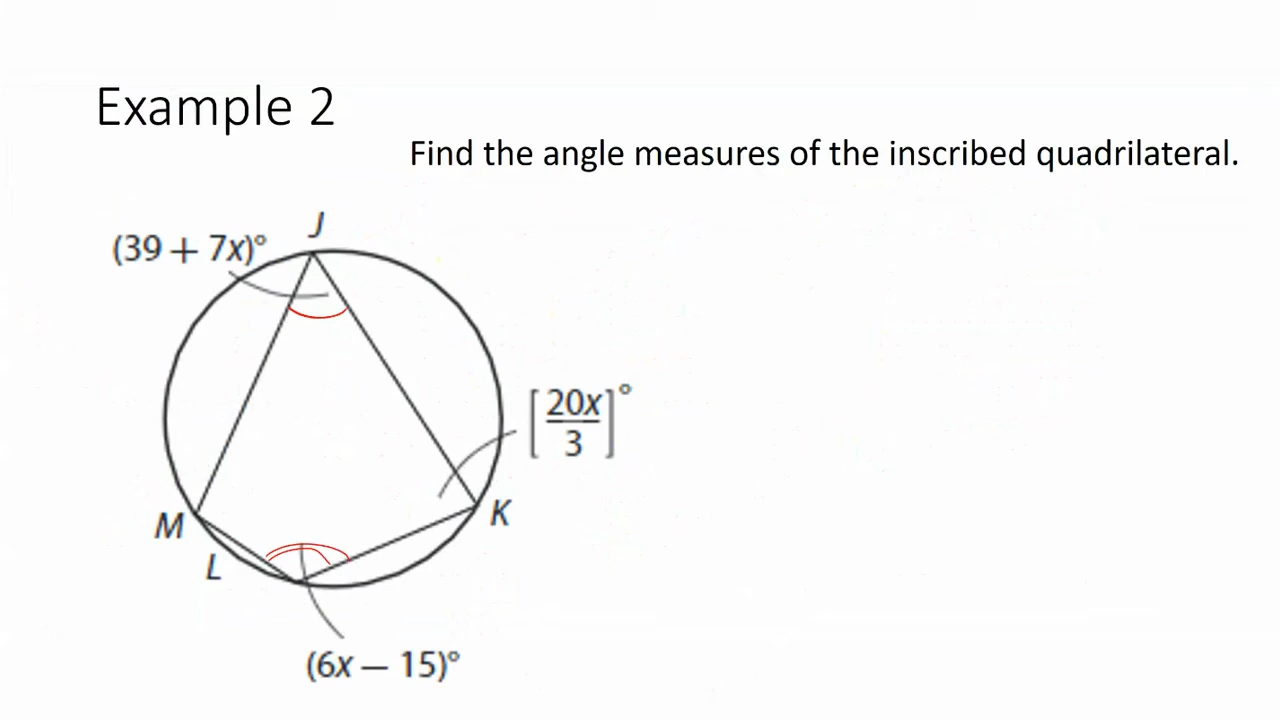 Example 2
Find the angle measures of the inscribed quadrilateral.
J
(39 + 7x)°
[20x/3]°
K
M
L
(6x – 15)°